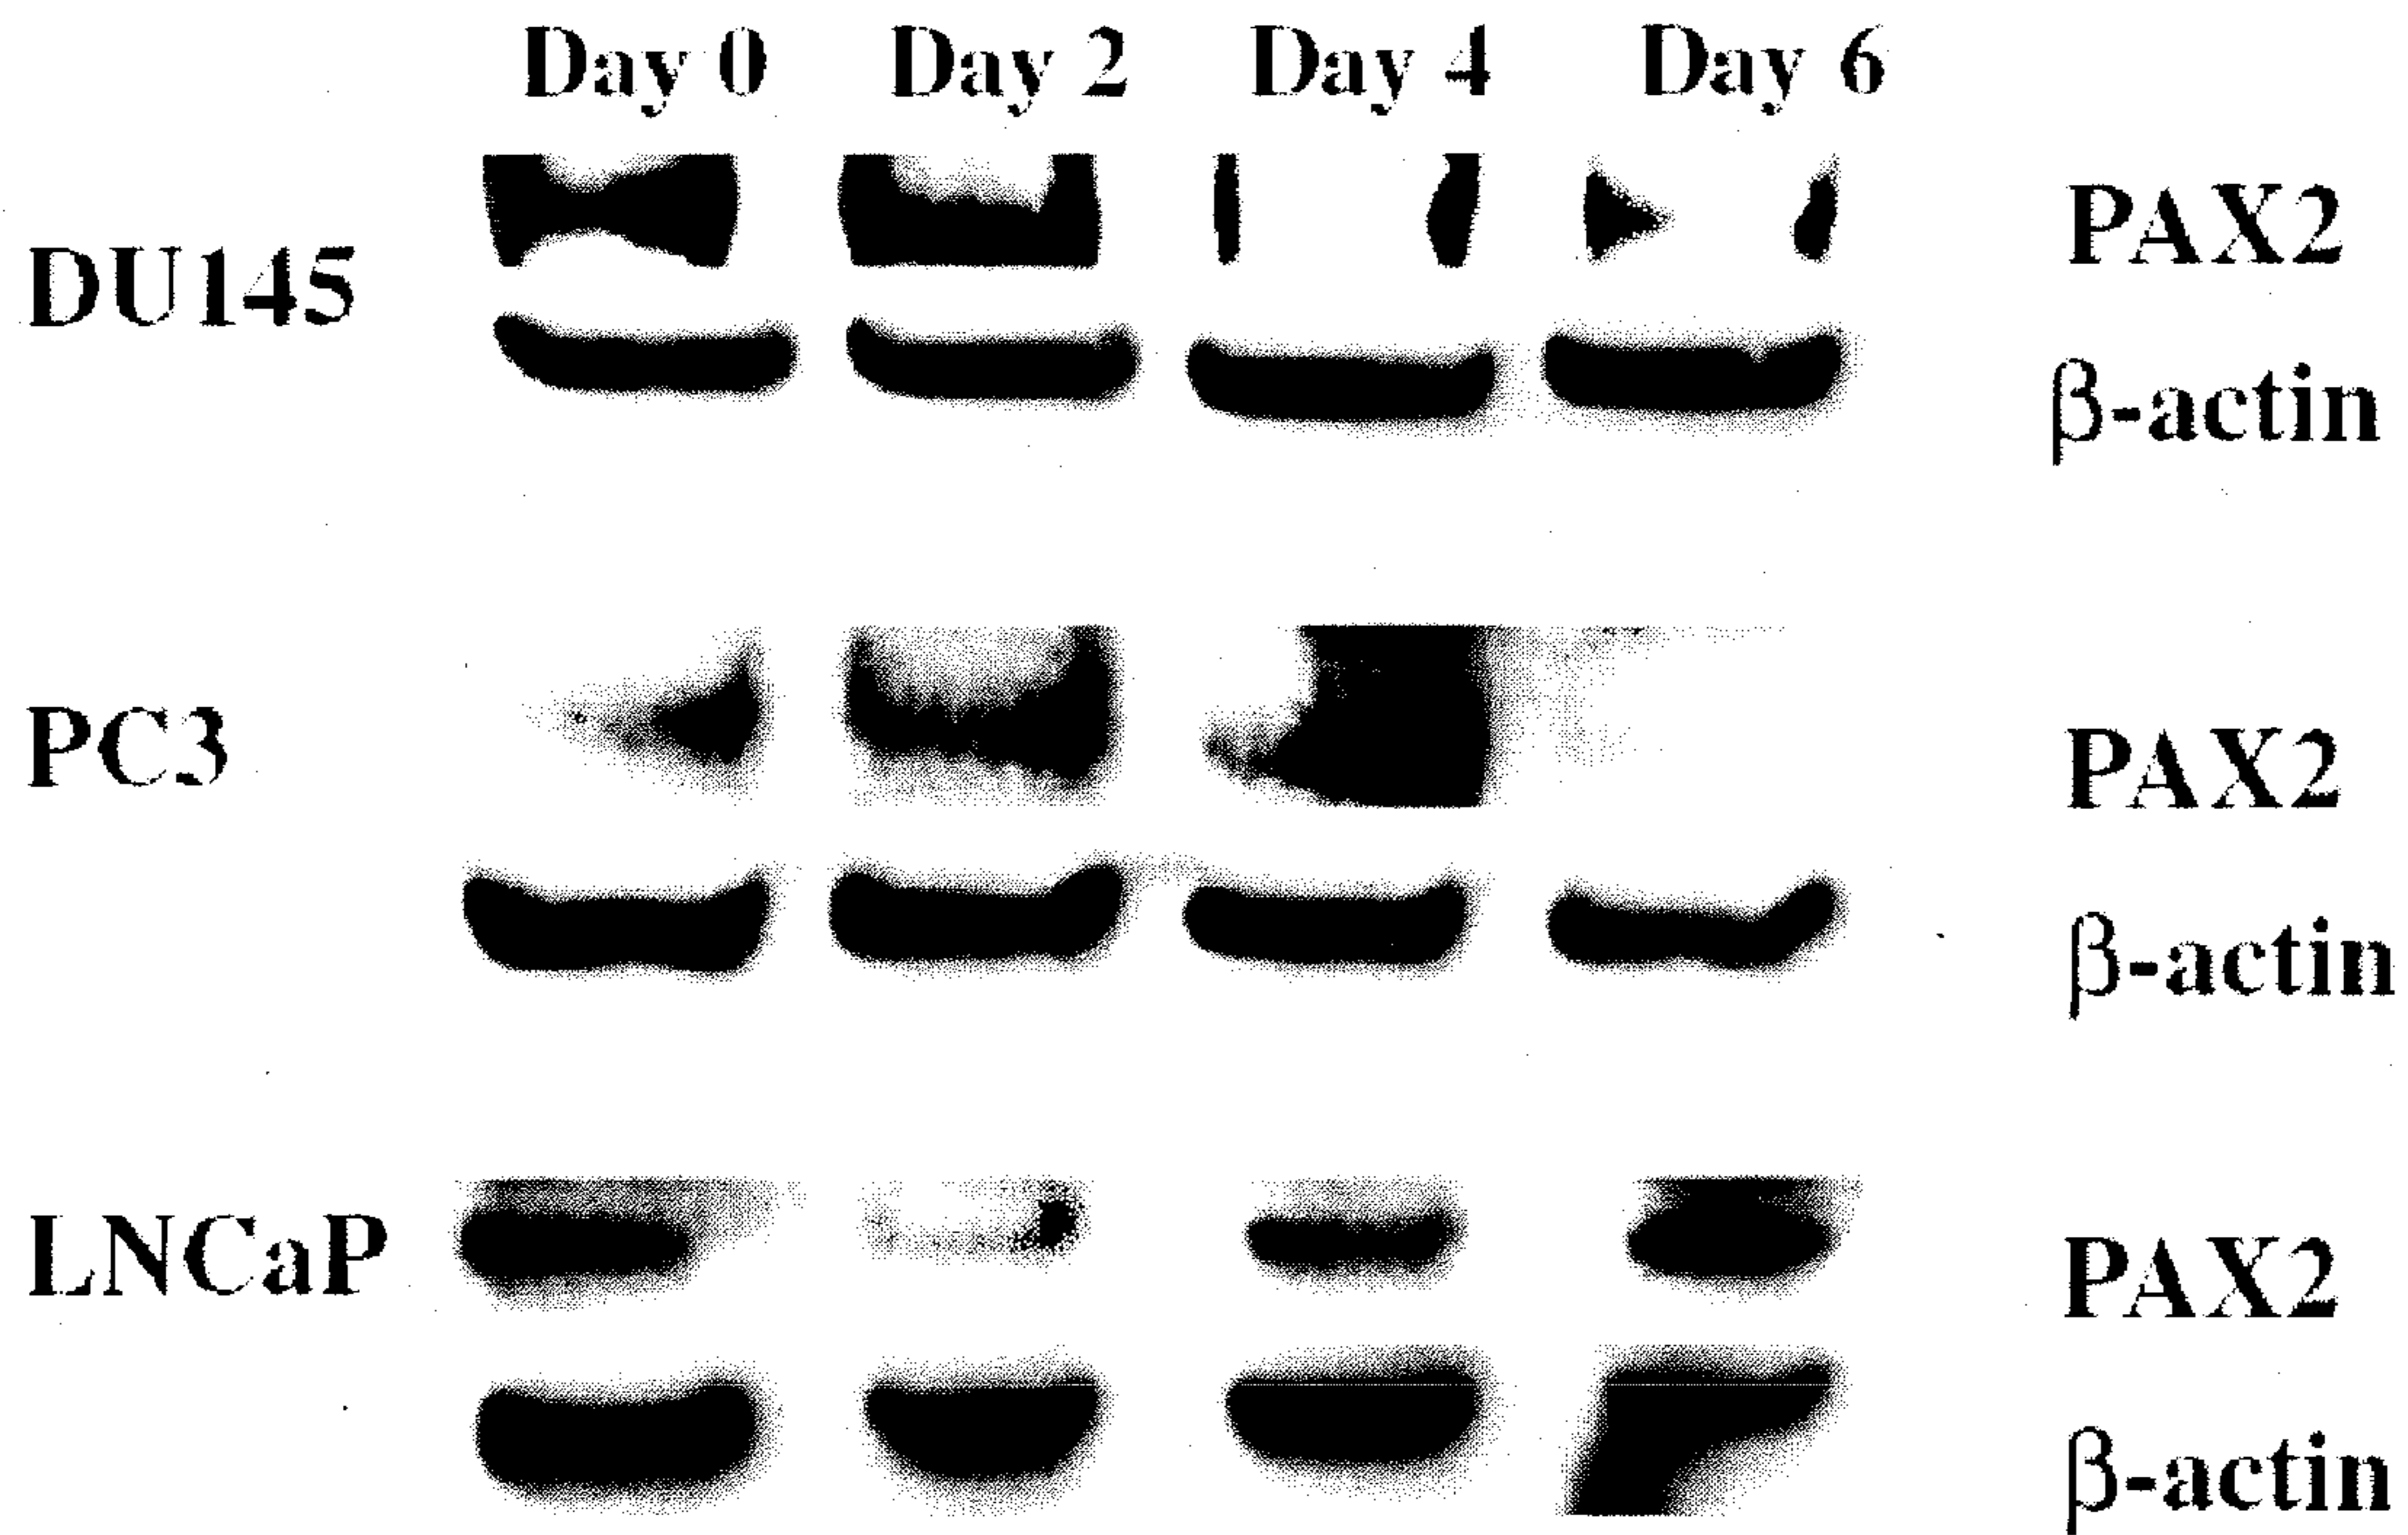 Day 0 Day 2 Day 4 Day 6
PAX2
DU145
β-actin
PC3
PAX2
β-actin
LNCaP
PAX2
β-actin